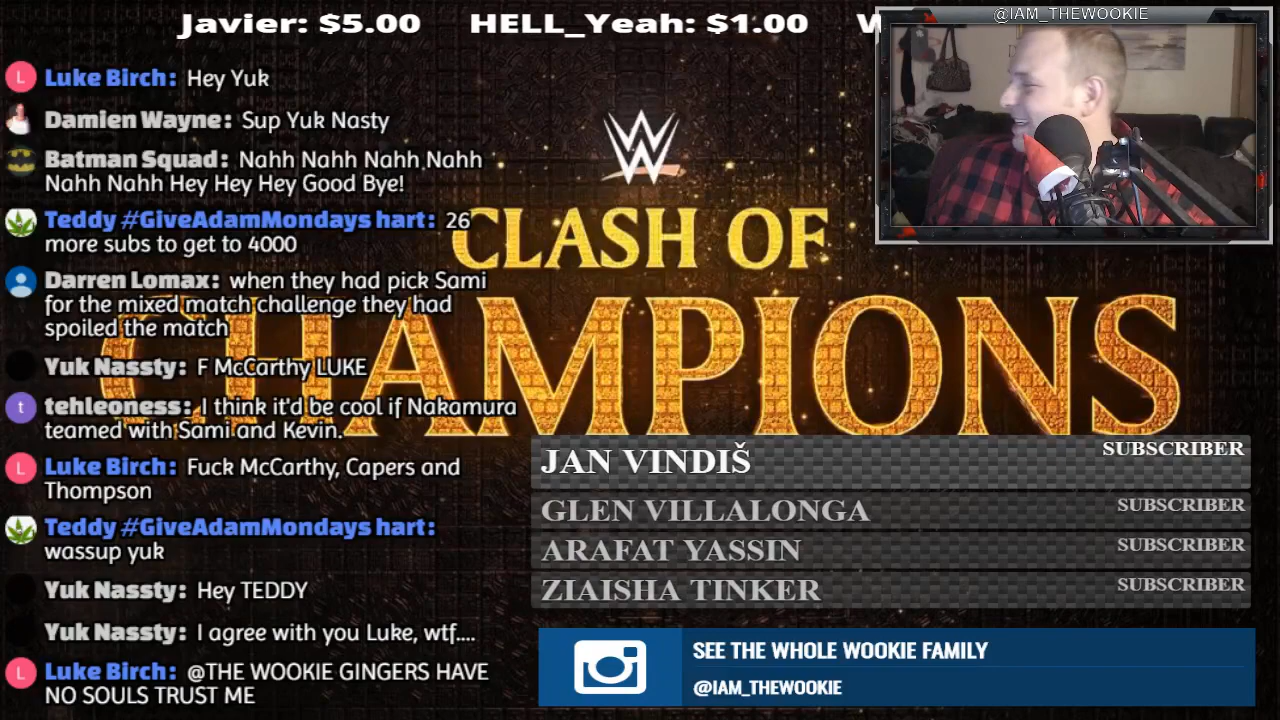 Javier: $5.00 HELL_Yeah: $1.00
@IAM_THEWOOKIE
Luke Birch: Hey Yuk
Damien Wayne: Sup Yuk Nasty
Batman Squad: Nahh Nahh Nahh Nahh
Nahh Nahh Hey Hey Hey Good Bye!
Teddy #GiveAdamMondays hart: 26
more subs to get to 4000
Darren Lomax: when they had pick Sami
for the mixed match challenge they had
spoiled the match
Yuk Nassty: F McCarthy LUKE
tehleoness: I think it'd be cool if Nakamura
teamed with Sami and Kevin.
Luke Birch: Fuck McCarthy, Capers and
Thompson
Teddy #GiveAdamMondays hart:
wassup yuk
Yuk Nassty: Hey TEDDY
Yuk Nassty: I agree with you Luke, wtf....
Luke Birch: @THE WOOKIE GINGERS HAVE
NO SOULS TRUST ME
W
CLASH OF
CHAMPIONS
JAN VINDIŠ SUBSCRIBER
GLEN VILLALONGA SUBSCRIBER
ARAFAT YASSIN SUBSCRIBER
ZIAISHA TINKER SUBSCRIBER
SEE THE WHOLE WOOKIE FAMILY
@IAM_THEWOOKIE